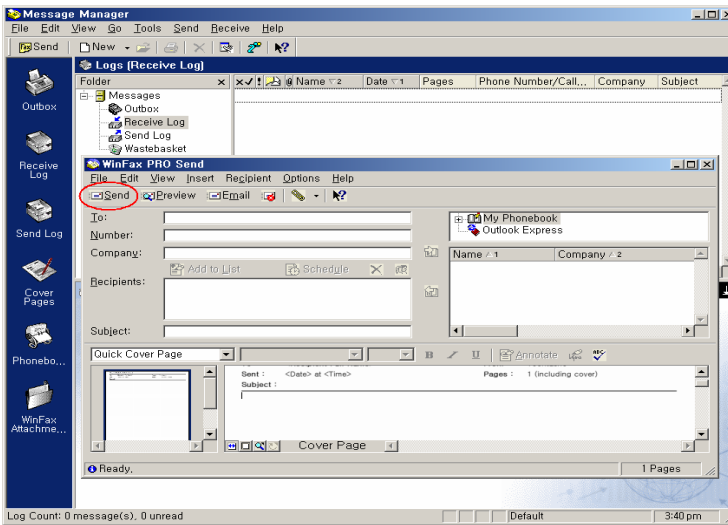 Message Manager
File Edit View Go Tools Send Receive Help
Send New
Logs (Receive Log)
Folder
Name 2 Date 1 Pages Phone Number/Call... Company Subject
Messages
Outbox
Receive Log
Send Log
Wastebasket
Outbox
Receive
Log
Send Log
Cover
Pages
Phonebo...
WinFax
Attachme...
WinFax PRO Send
File Edit View Insert Recipient Options Help
Send Preview Email
To:
Number:
Company:
Add to List Schedule
Recipients:
Subject:
My Phonebook
Outlook Express
Name 1 Company 2
Quick Cover Page
B I U Annotate ABC
Sent : <Date> at <Time> Pages : 1 (including cover)
Subject :
Cover Page
Ready,
1 Pages
Log Count: 0 message(s), 0 unread Default 3:40 pm